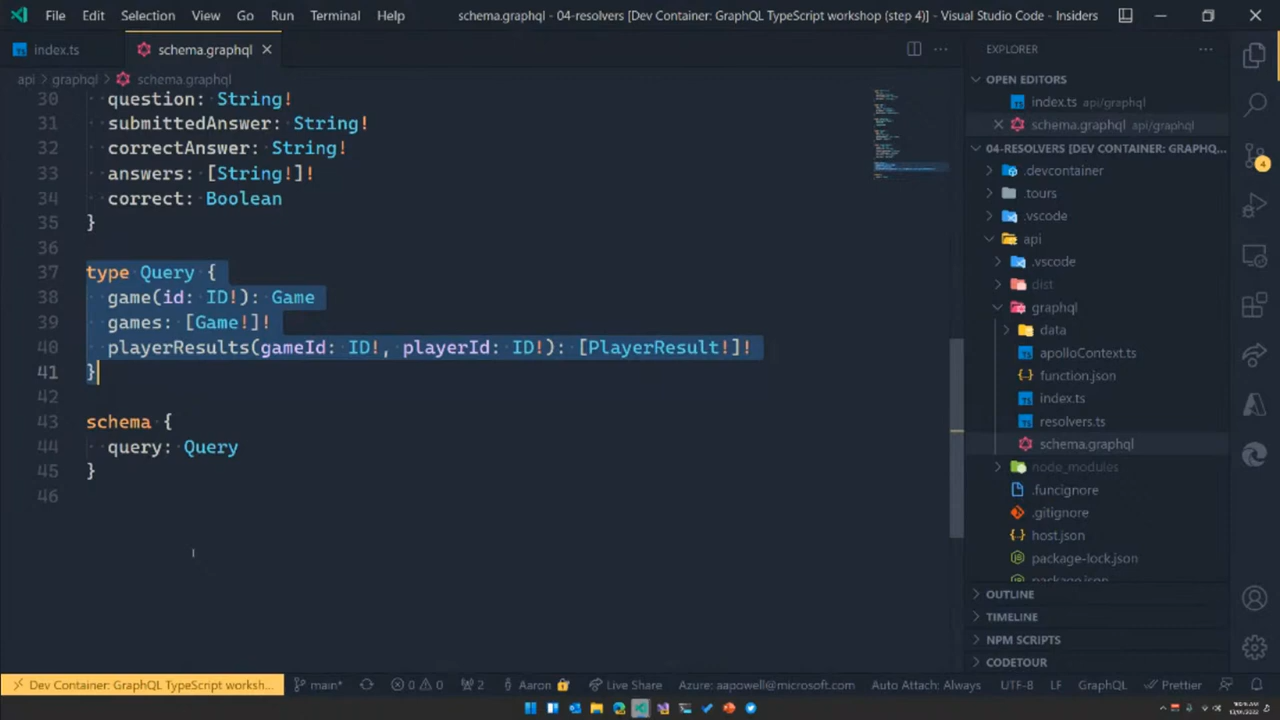 File Edit Selection View Go Run Terminal Help schema.graphql - 04-resolvers [Dev Container: GraphQL TypeScript workshop (step 4)] - Visual Studio Code - Insiders
index.ts schema.graphql
api > graphql > schema.graphql
30 question: String!
31 submittedAnswer: String!
32 correctAnswer: String!
33 answers: [String!]!
34 correct: Boolean
35 }
36
37 type Query {
38 game(id: ID!): Game
39 games: [Game!]!
40 playerResults(gameId: ID!, playerId: ID!): [PlayerResult!]!
41 }
42
43 schema {
44 query: Query
45 }
46
EXPLORER
OPEN EDITORS
index.ts api/graphql
schema.graphql api/graphql
04-RESOLVERS [DEV CONTAINER: GRAPHQ...
.devcontainer
.tours
.vscode
api
.vscode
dist
graphql
data
apolloContext.ts
function.json
index.ts
resolvers.ts
schema.graphql
node_modules
.funcignore
.gitignore
host.json
package-lock.json
package.json
OUTLINE
TIMELINE
NPM SCRIPTS
CODETOUR
4
Dev Container: GraphQL TypeScript worksh... main* 0 0 2 Aaron Live Share Azure: aapowell@microsoft.com Auto Attach: Always UTF-8 LF GraphQL Prettier